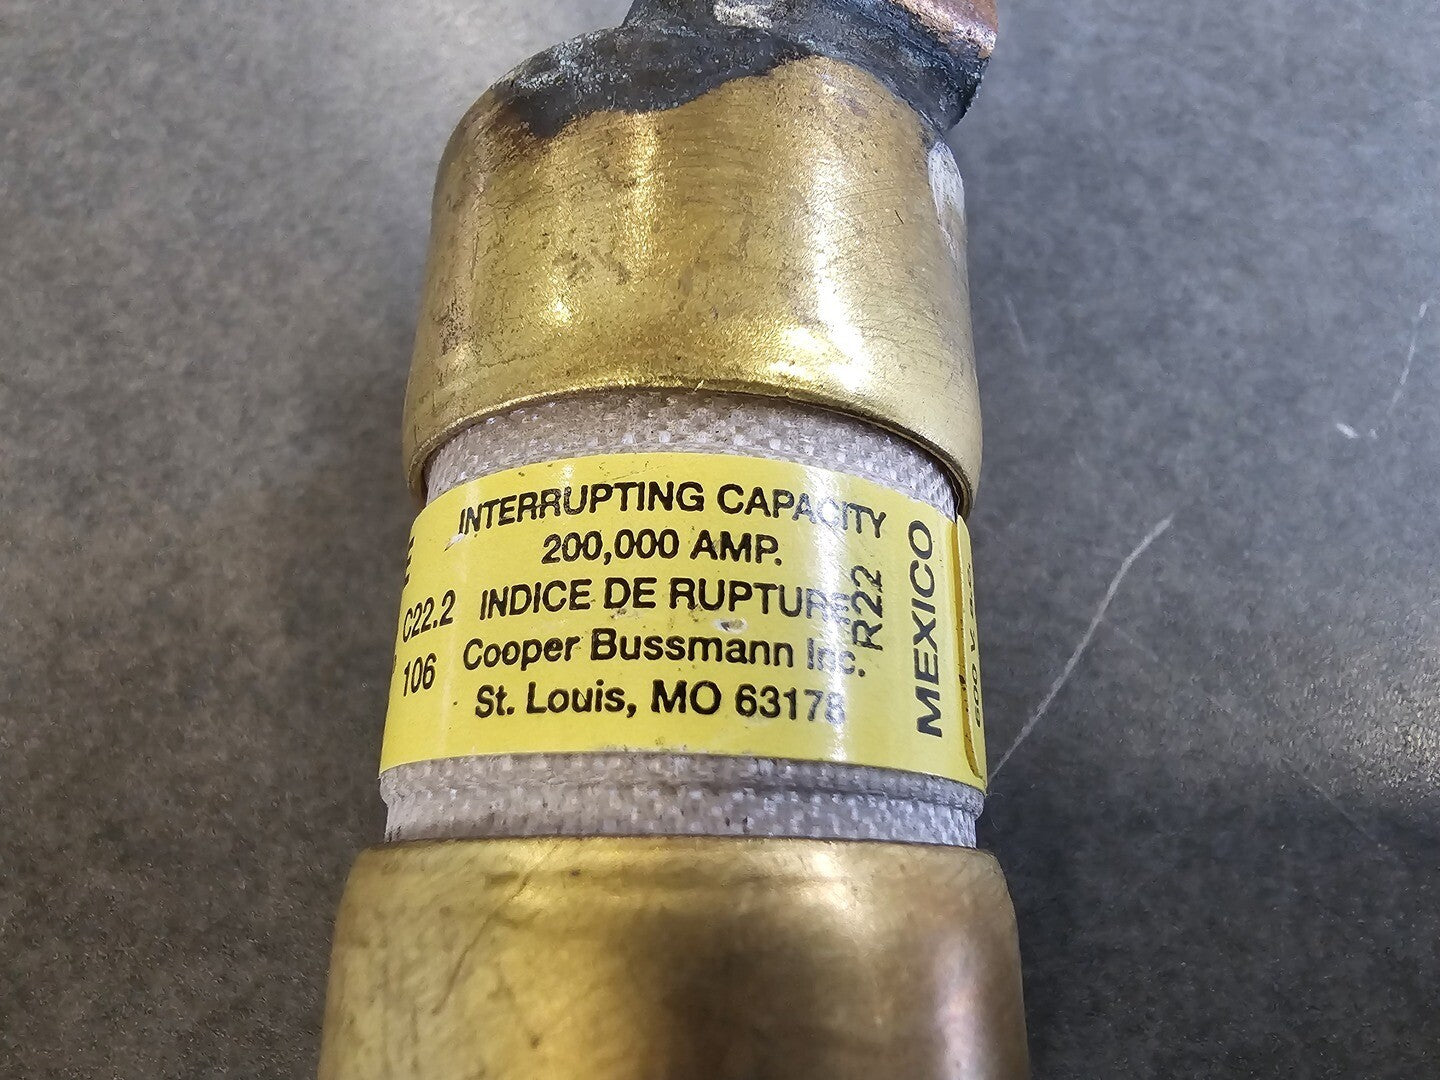 INTERRUPTING CAPACITY
200,000 AMP.
C22.2 INDICE DE RUPTURE
106 Cooper Bussmann Inc.
St. Louis, MO 63178
R22
MEXICO